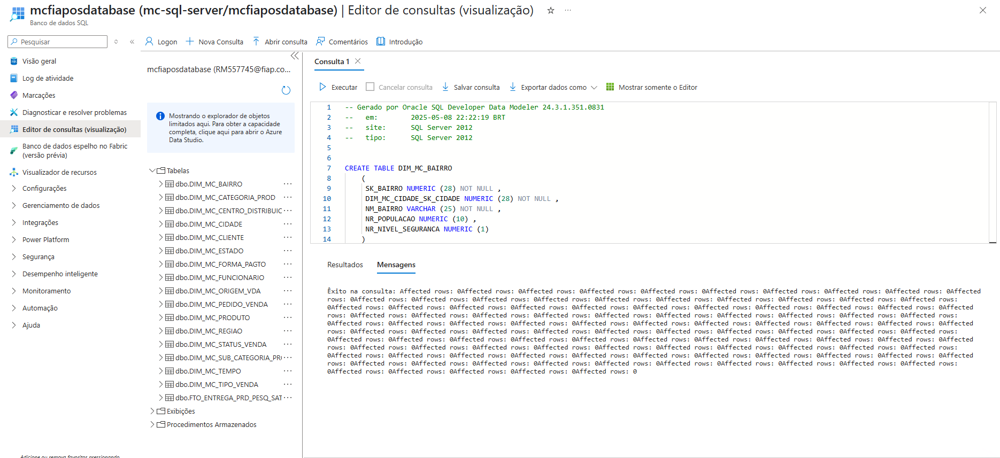 mcfiaposdatabase (mc-sql-server/mcfiaposdatabase) | Editor de consultas (visualização)
Banco de dados SQL
Pesquisar
Visão geral
Log de atividade
Marcações
Diagnosticar e resolver problemas
Editor de consultas (visualização)
Banco de dados espelho no Fabric
(versão prévia)
Visualizador de recursos
Configurações
Gerenciamento de dados
Integrações
Power Platform
Segurança
Desempenho inteligente
Monitoramento
Automação
Ajuda
Adicione ou remova favoritos pressionando
Logon
Nova Consulta
Abrir consulta
Comentários
Introdução
mcfiaposdatabase (RM557745@fiap.co...
Mostrando o explorador de objetos
limitados aqui. Para obter a capacidade
completa, clique aqui para abrir o Azure
Data Studio.
Tabelas
dbo.DIM_MC_BAIRRO
dbo.DIM_MC_CATEGORIA_PROD
dbo.DIM_MC_CENTRO_DISTRIBUIC
dbo.DIM_MC_CIDADE
dbo.DIM_MC_CLIENTE
dbo.DIM_MC_ESTADO
dbo.DIM_MC_FORMA_PAGTO
dbo.DIM_MC_FUNCIONARIO
dbo.DIM_MC_ORIGEM_VDA
dbo.DIM_MC_PEDIDO_VENDA
dbo.DIM_MC_PRODUTO
dbo.DIM_MC_REGIAO
dbo.DIM_MC_STATUS_VENDA
dbo.DIM_MC_SUB_CATEGORIA_PR
dbo.DIM_MC_TEMPO
dbo.DIM_MC_TIPO_VENDA
dbo.FTO_ENTREGA_PRD_PESQ_SAT
Exibições
Procedimentos Armazenados
Consulta 1
Executar Cancelar consulta Salvar consulta Exportar dados como Mostrar somente o Editor
1 -- Gerado por Oracle SQL Developer Data Modeler 24.3.1.351.0831
2 -- em: 2025-05-08 22:22:19 BRT
3 -- site: SQL Server 2012
4 -- tipo: SQL Server 2012
5
6
7 CREATE TABLE DIM_MC_BAIRRO
8 (
9 SK_BAIRRO NUMERIC (28) NOT NULL ,
10 DIM_MC_CIDADE_SK_CIDADE NUMERIC (28) NOT NULL ,
11 NM_BAIRRO VARCHAR (25) NOT NULL ,
12 NR_POPULACAO NUMERIC (10) ,
13 NR_NIVEL_SEGURANCA NUMERIC (1)
14 )
Resultados Mensagens
Êxito na consulta: Affected rows: 0Affected rows: 0Affected rows: 0Affected rows: 0Affected rows: 0Affected rows: 0Affected rows: 0Affected rows: 0Affected rows: 0Affected
rows: 0Affected rows: 0Affected rows: 0Affected rows: 0Affected rows: 0Affected rows: 0Affected rows: 0Affected rows: 0Affected rows: 0Affected rows: 0Affected rows:
0Affected rows: 0Affected rows: 0Affected rows: 0Affected rows: 0Affected rows: 0Affected rows: 0Affected rows: 0Affected rows: 0Affected rows: 0Affected rows: 0Affected
rows: 0Affected rows: 0Affected rows: 0Affected rows: 0Affected rows: 0Affected rows: 0Affected rows: 0Affected rows: 0Affected rows: 0Affected rows: 0Affected rows:
0Affected rows: 0Affected rows: 0Affected rows: 0Affected rows: 0Affected rows: 0Affected rows: 0Affected rows: 0Affected rows: 0Affected rows: 0Affected rows: 0Affected
rows: 0Affected rows: 0Affected rows: 0Affected rows: 0Affected rows: 0Affected rows: 0Affected rows: 0Affected rows: 0Affected rows: 0Affected rows: 0Affected rows:
0Affected rows: 0Affected rows: 0Affected rows: 0Affected rows: 0Affected rows: 0Affected rows: 0Affected rows: 0Affected rows: 0Affected rows: 0Affected rows: 0Affected
rows: 0Affected rows: 0Affected rows: 0Affected rows: 0Affected rows: 0Affected rows: 0Affected rows: 0Affected rows: 0Affected rows: 0Affected rows: 0Affected rows:
0Affected rows: 0Affected rows: 0Affected rows: 0Affected rows: 0Affected rows: 0Affected rows: 0Affected rows: 0Affected rows: 0Affected rows: 0Affected rows: 0Affected
rows: 0Affected rows: 0Affected rows: 0Affected rows: 0Affected rows: 0Affected rows: 0Affected rows: 0Affected rows: 0Affected rows: 0Affected rows: 0Affected rows:
0Affected rows: 0Affected rows: 0Affected rows: 0Affected rows: 0Affected rows: 0